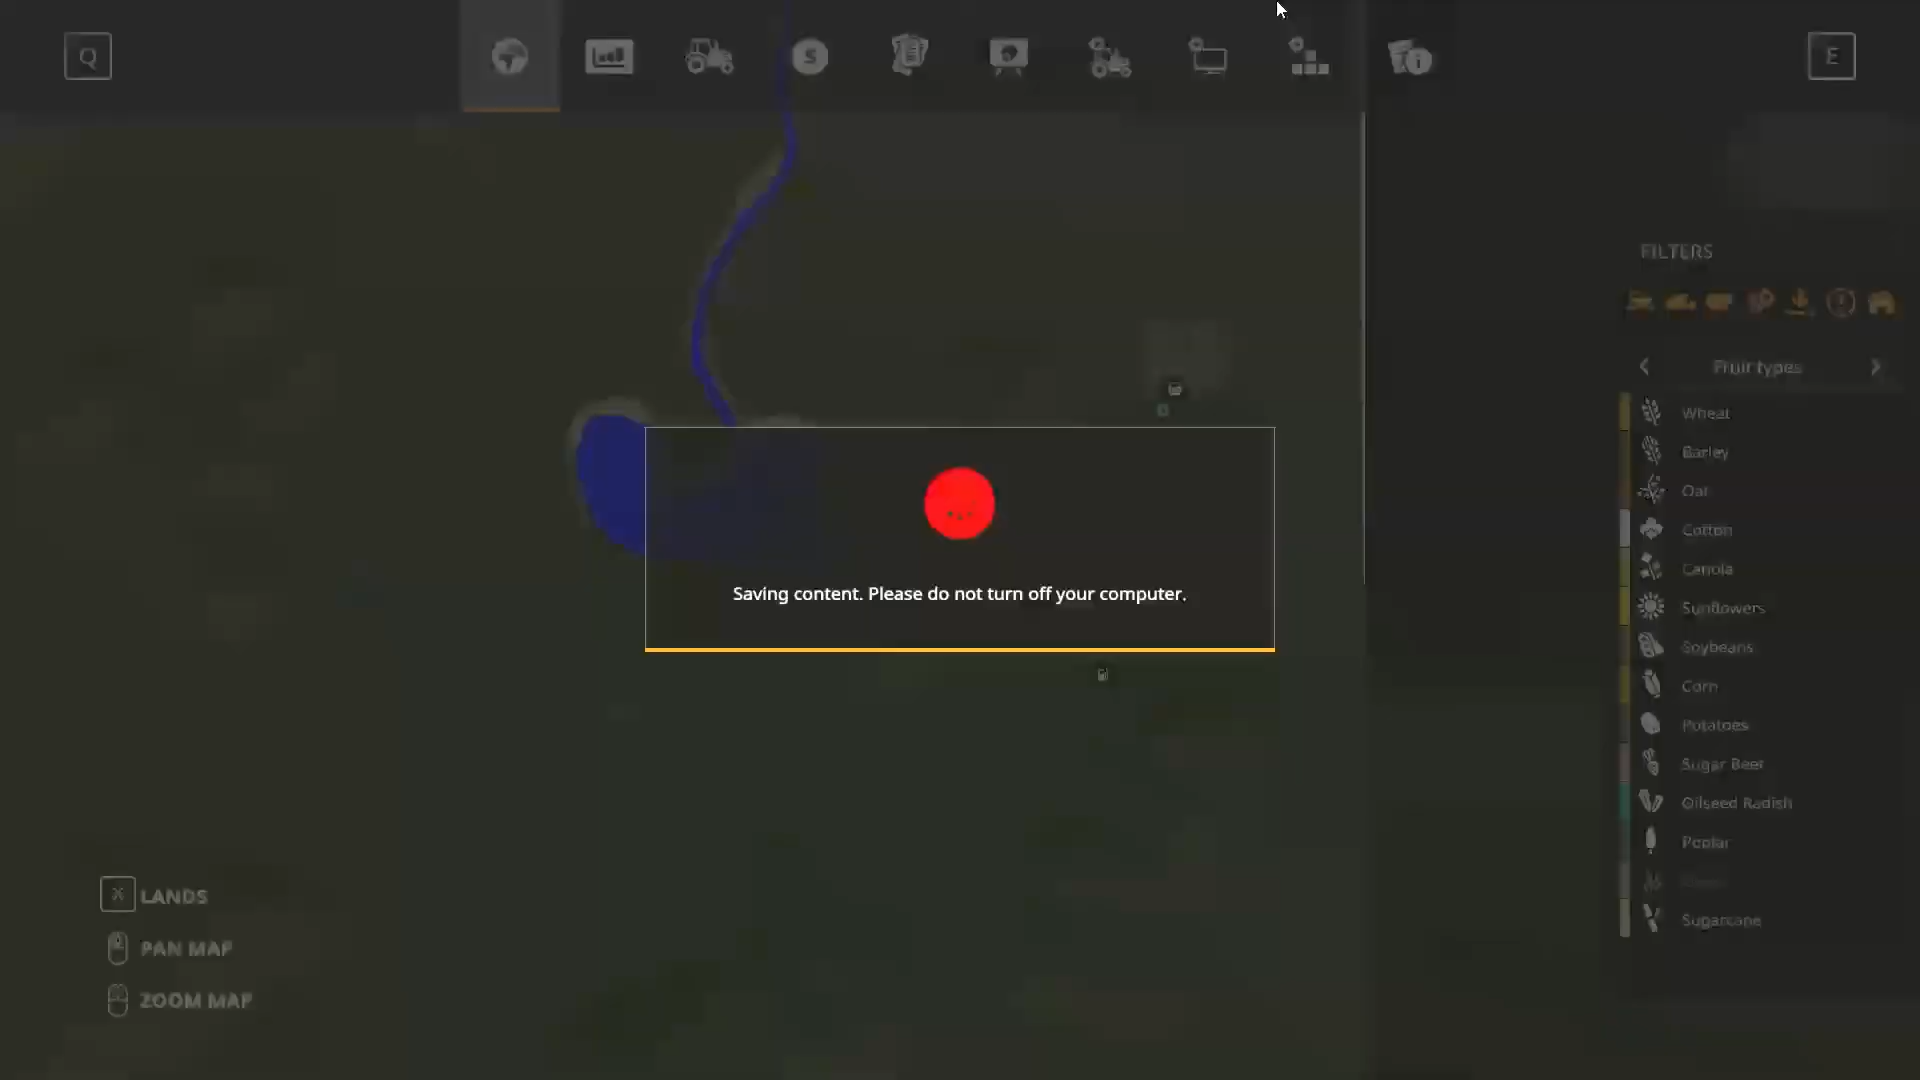 Q
S
E
FILTERS
Fruit types
Wheat
Barley
Oat
Cotton
Canola
Sunflowers
Soybeans
Corn
Potatoes
Sugar Beet
Oilseed Radish
Poplar
Sugarcane
Saving content. Please do not turn off your computer.
X LANDS
PAN MAP
ZOOM MAP